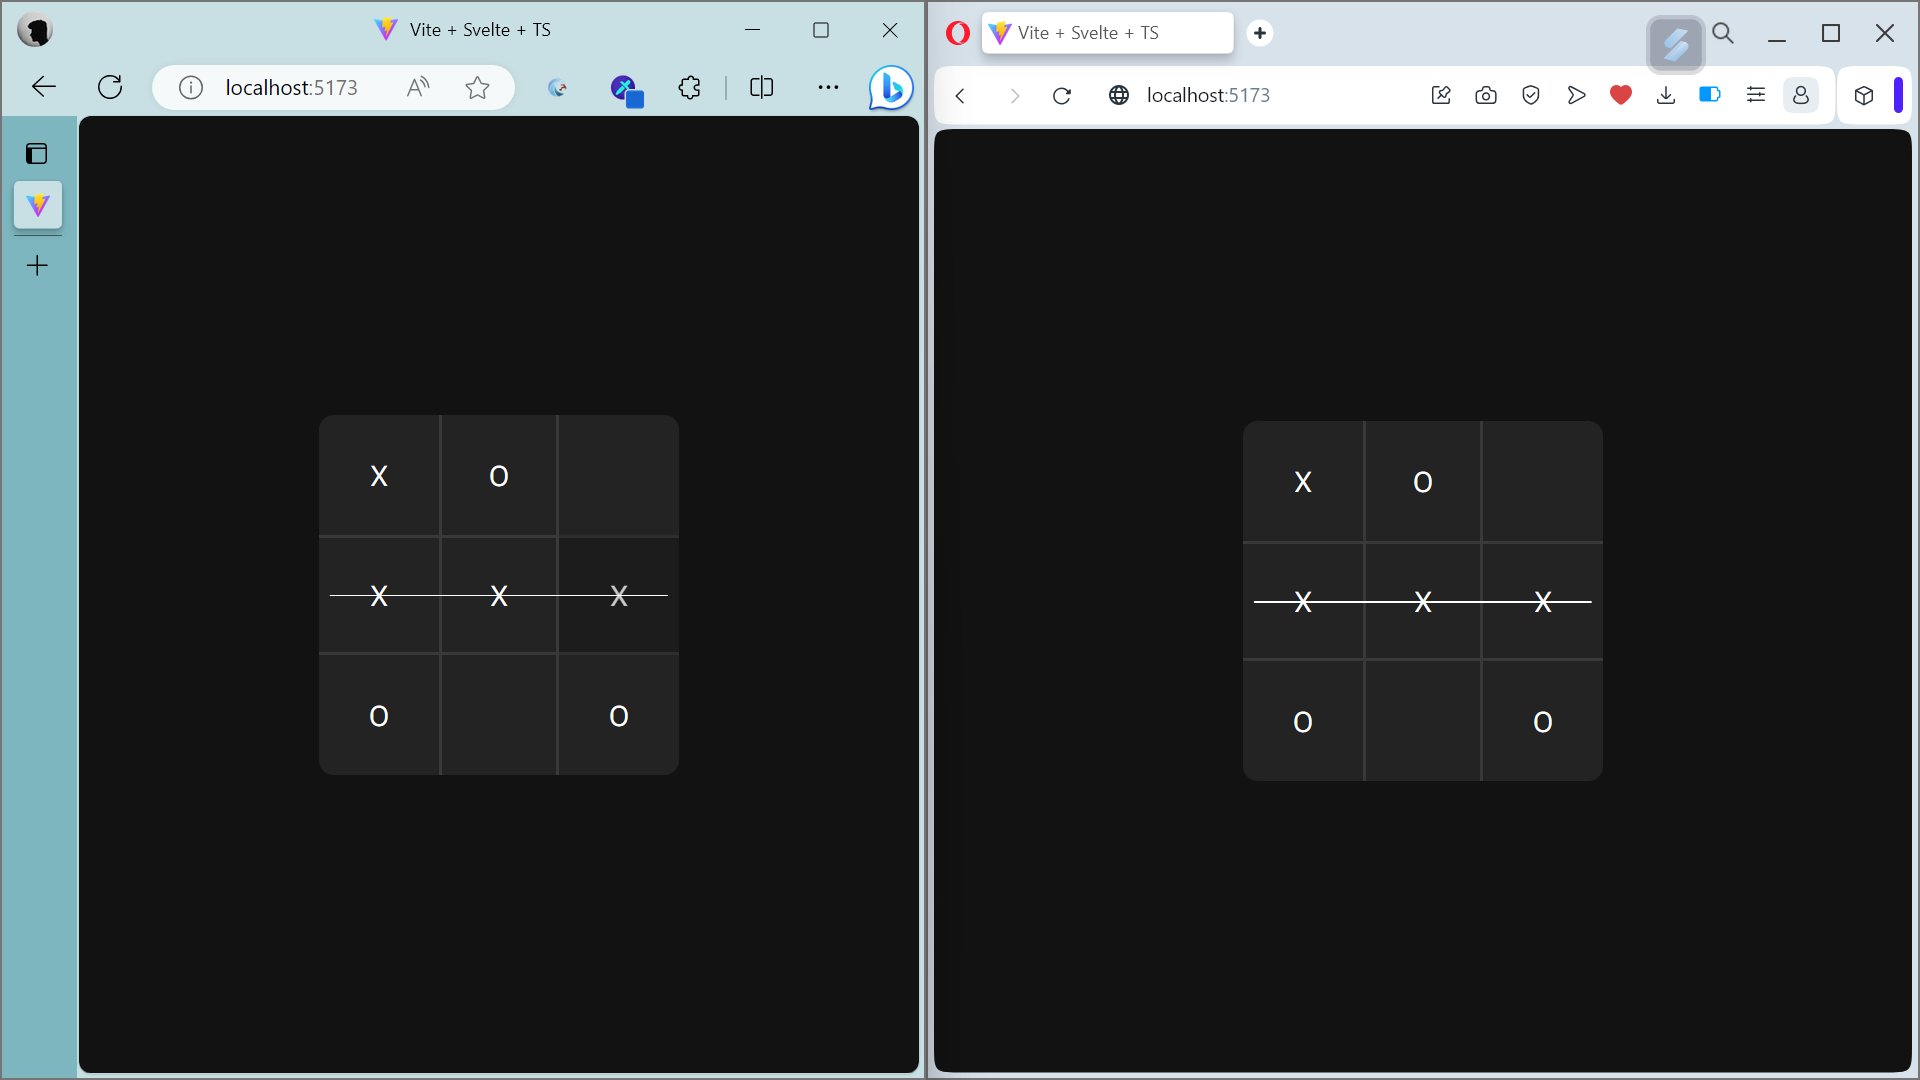 Vite + Svelte + TS
localhost:5173
X O
X X X
O O
Vite + Svelte + TS
localhost:5173
X O
X X X
O O